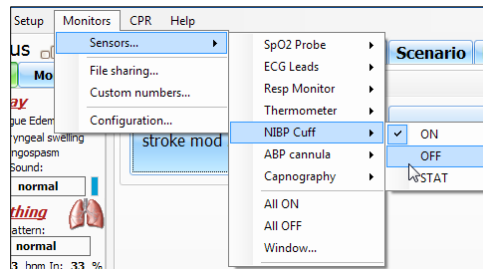 Setup Monitors CPR Help
Sensors...
File sharing...
Custom numbers...
Configuration...
SpO2 Probe
ECG Leads
Resp Monitor
Thermometer
NIBP Cuff
ABP cannula
Capnography
All ON
All OFF
Window...
ON
OFF
STAT
Scenario
Mo
stroke mod
gue Edem
ryngeal swelling
ngospasm
Sound:
normal
thing
attern:
normal
3 bpm In: 33 %